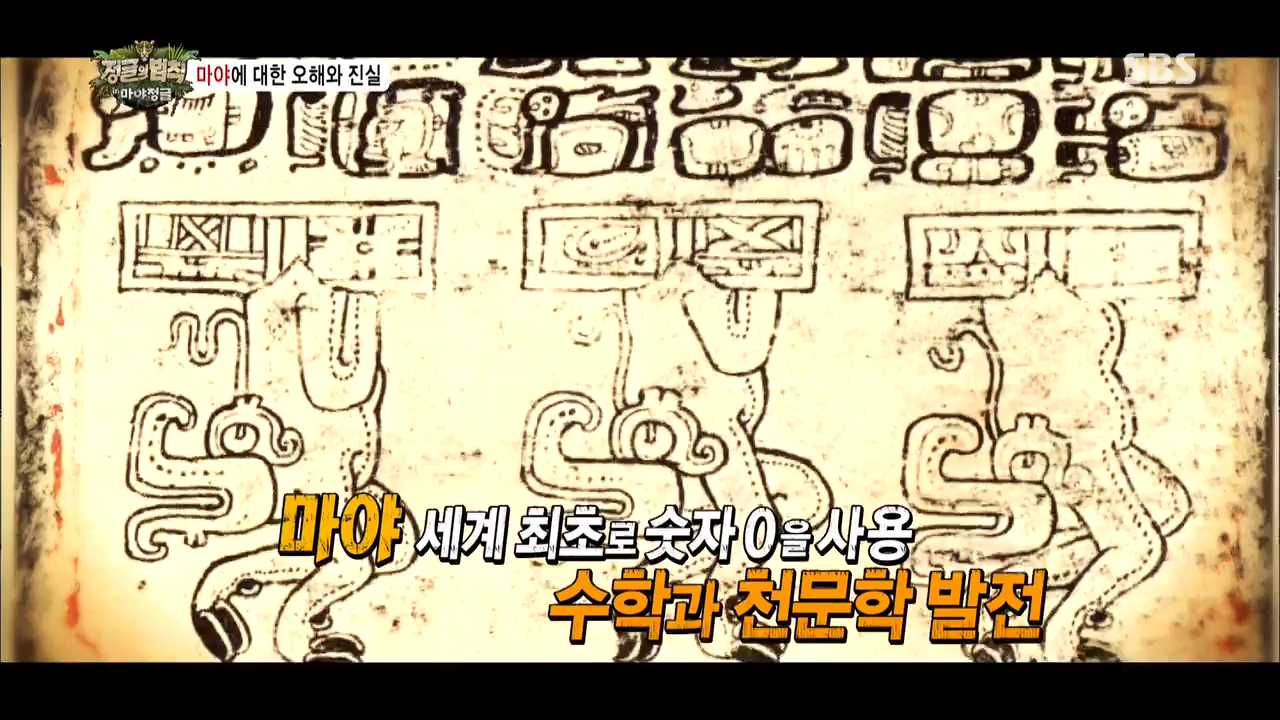 정글의 법칙
in 마야정글
마야에 대한 오해와 진실
SBS
마야 세계 최초로 숫자 0을 사용
수학과 천문학 발전